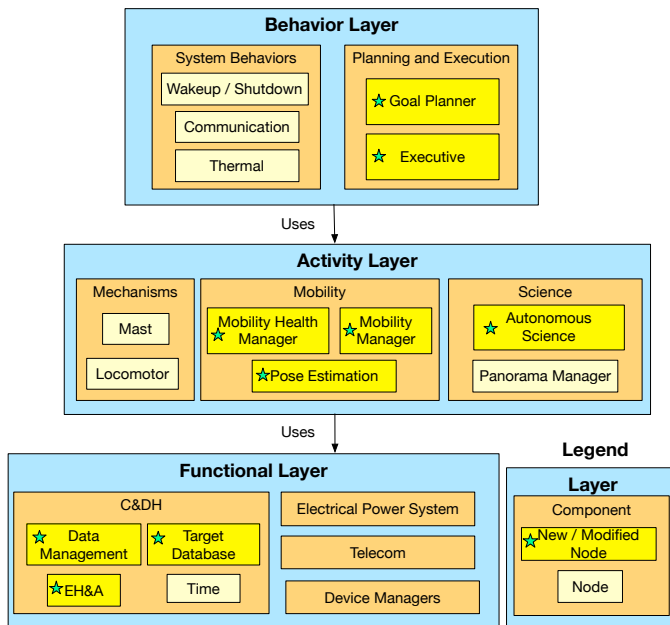 Behavior Layer
System Behaviors
Wakeup / Shutdown
Communication
Thermal
Planning and Execution
Goal Planner
Executive
Uses
Activity Layer
Mechanisms
Mast
Locomotor
Mobility
Mobility Health
Manager
Mobility
Manager
Pose Estimation
Science
Autonomous
Science
Panorama Manager
Uses
Functional Layer
C&DH
Data
Management
Target
Database
EH&A
Time
Electrical Power System
Telecom
Device Managers
Legend
Layer
Component
New / Modified
Node
Node